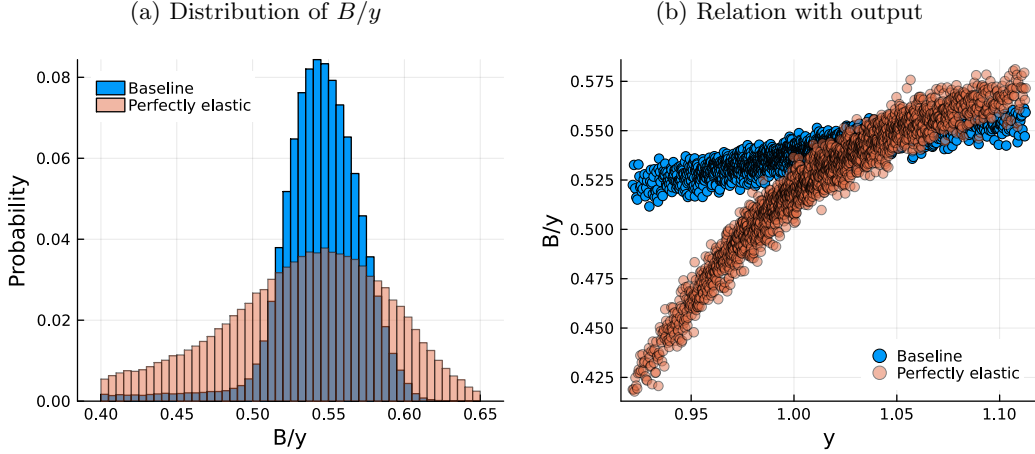 (a) Distribution of B/y
Probability
0.08
0.06
0.04
0.02
0.00
Baseline
Perfectly elastic
0.40
0.45
0.50
0.55
0.60
0.65
B/y
(b) Relation with output
B/y
0.575
0.550
0.525
0.500
0.475
0.450
0.425
Baseline
Perfectly elastic
0.95
1.00
1.05
1.10
y